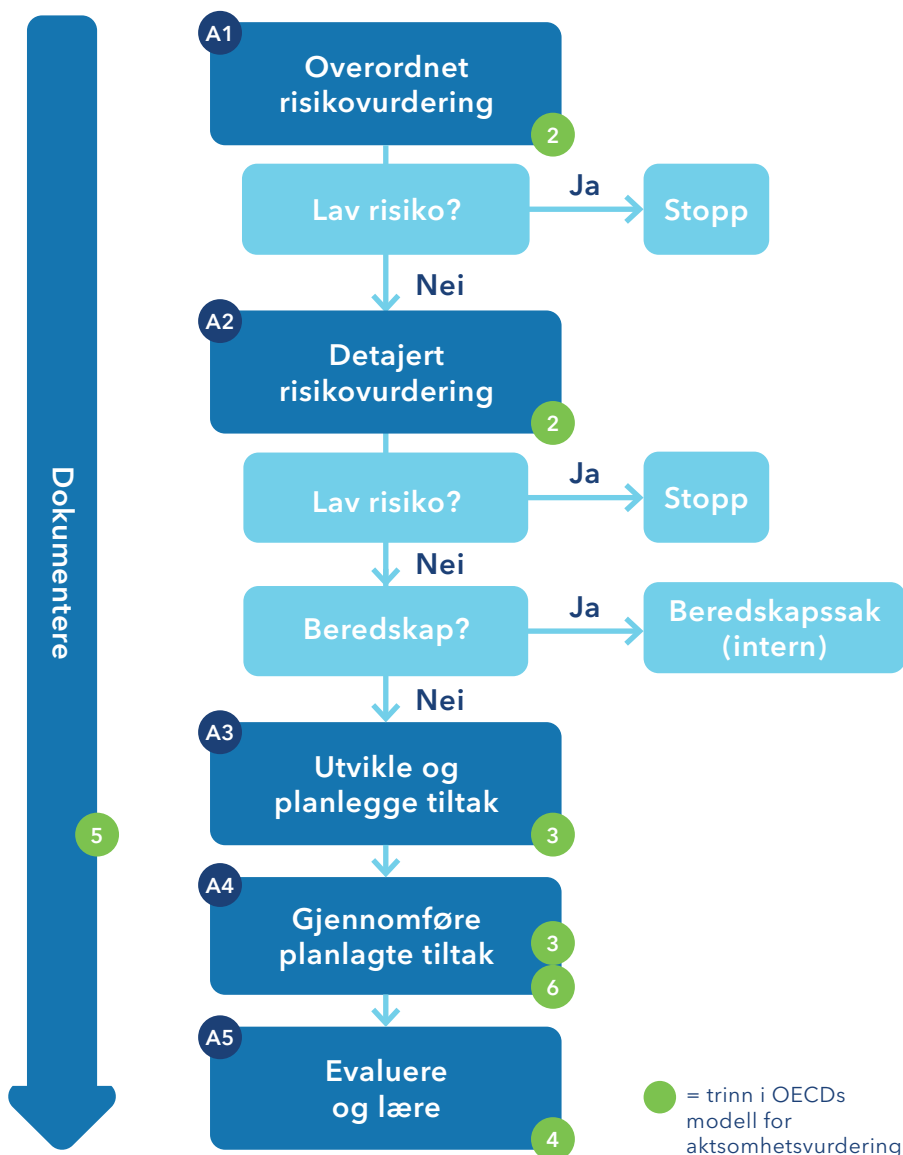 A1
Overordnet
risikovurdering
2
Lav risiko?
Ja
Stopp
Nei
A2
Detajert
risikovurdering
2
Lav risiko?
Ja
Stopp
Nei
Beredskap?
Ja
Beredskapssak
(intern)
Nei
A3
Utvikle og
planlegge tiltak
3
A4
Gjennomføre
planlagte tiltak
3
6
A5
Evaluere
og lære
4
Dokumentere
5
= trinn i OECDs
modell for
aktsomhetsvurdering